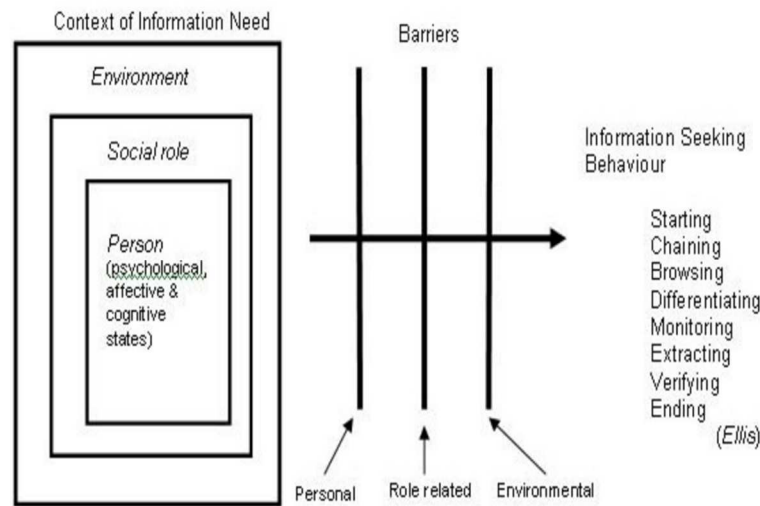 Context of Information Need
Environment
Social role
Person
(psychological,
affective &
cognitive
states)
Barriers
Personal
Role related
Environmental
Information Seeking
Behaviour
Starting
Chaining
Browsing
Differentiating
Monitoring
Extracting
Verifying
Ending
(Ellis)